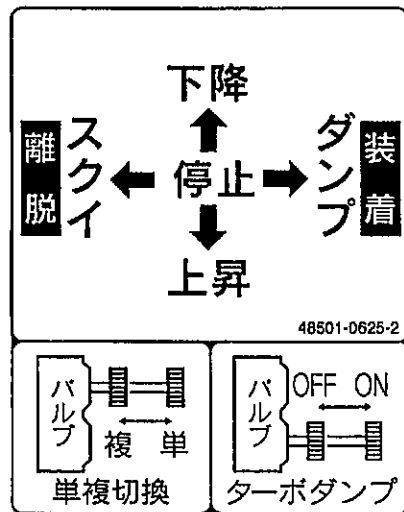 下降
離脱
スクイ
停止
ダンプ
装着
上昇
48501-0625-2
バルブ
複 単
単複切換
バルブ
OFF ON
ターボダンプ